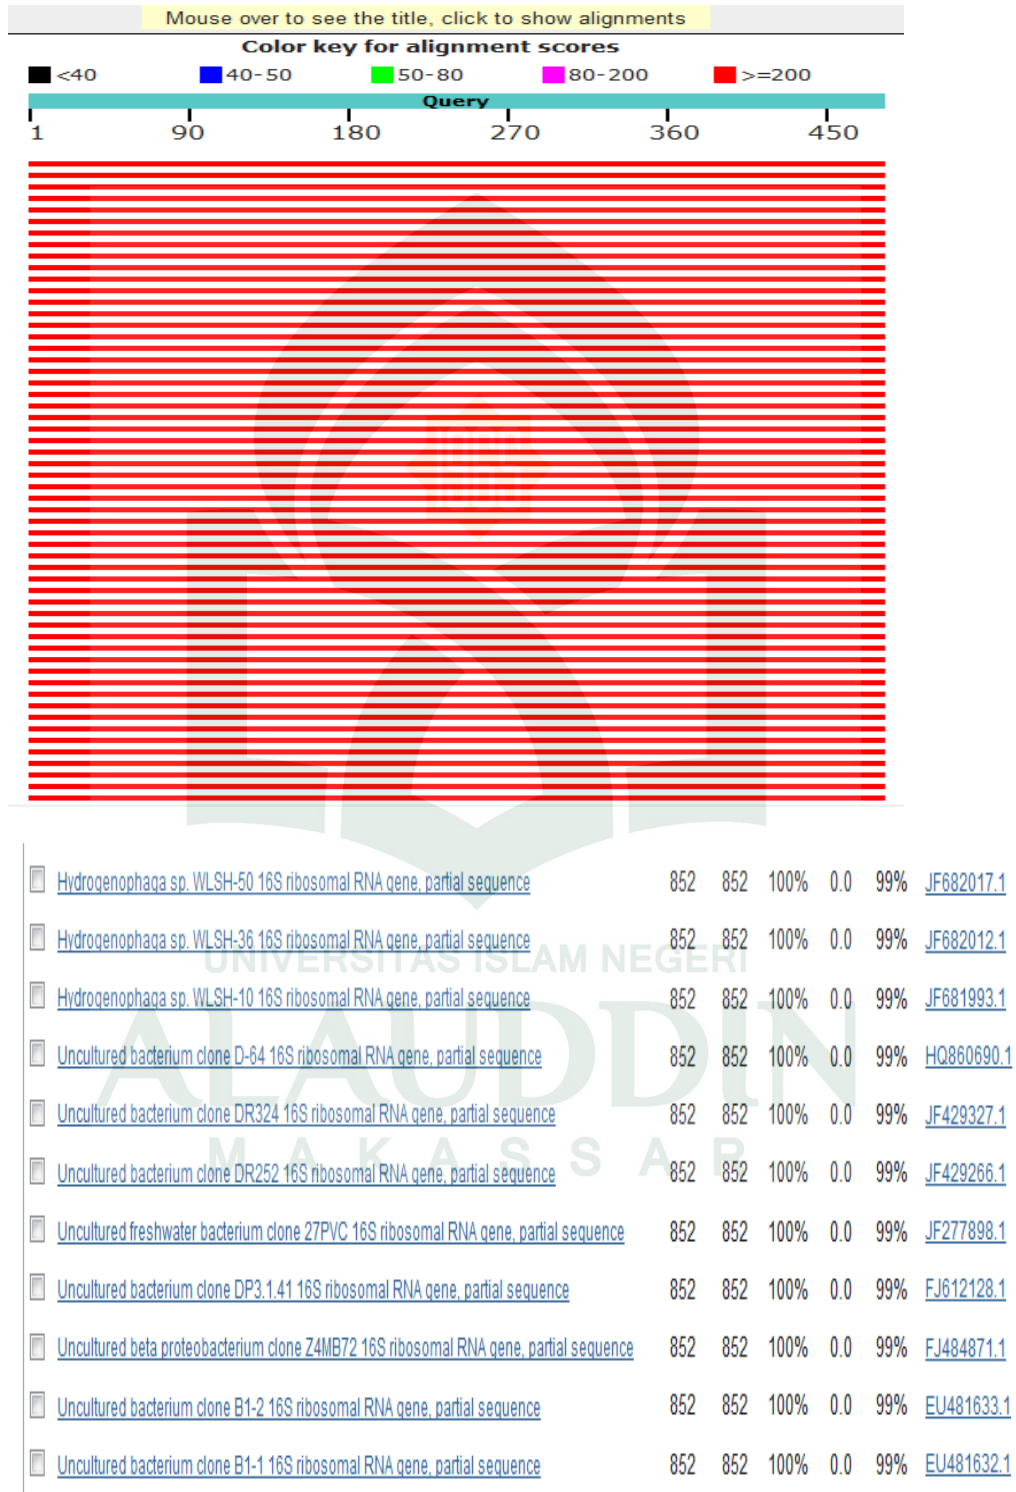 Mouse over to see the title, click to show alignments
Color key for alignment scores
<40 40-50 50-80 80-200 >=200
Query
1 90 180 270 360 450
Hydrogenophaga sp. WLSH-50 16S ribosomal RNA gene, partial sequence 852 852 100% 0.0 99% JF682017.1
Hydrogenophaga sp. WLSH-36 16S ribosomal RNA gene, partial sequence 852 852 100% 0.0 99% JF682012.1
UNIVERSITAS ISLAM NEGERI
Hydrogenophaga sp. WLSH-10 16S ribosomal RNA gene, partial sequence 852 852 100% 0.0 99% JF681993.1
Uncultured bacterium clone D-64 16S ribosomal RNA gene, partial sequence 852 852 100% 0.0 99% HQ860690.1
ALAUDDIN
Uncultured bacterium clone DR324 16S ribosomal RNA gene, partial sequence 852 852 100% 0.0 99% JF429327.1
MAKASSAR
Uncultured bacterium clone DR252 16S ribosomal RNA gene, partial sequence 852 852 100% 0.0 99% JF429266.1
Uncultured freshwater bacterium clone 27PVC 16S ribosomal RNA gene, partial sequence 852 852 100% 0.0 99% JF277898.1
Uncultured bacterium clone DP3.1.41 16S ribosomal RNA gene, partial sequence 852 852 100% 0.0 99% FJ612128.1
Uncultured beta proteobacterium clone Z4MB72 16S ribosomal RNA gene, partial sequence 852 852 100% 0.0 99% FJ484871.1
Uncultured bacterium clone B1-2 16S ribosomal RNA gene, partial sequence 852 852 100% 0.0 99% EU481633.1
Uncultured bacterium clone B1-1 16S ribosomal RNA gene, partial sequence 852 852 100% 0.0 99% EU481632.1